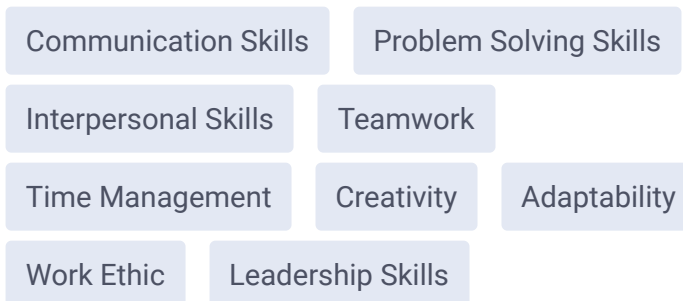 Communication Skills Problem Solving Skills
Interpersonal Skills Teamwork
Time Management Creativity Adaptability
Work Ethic Leadership Skills